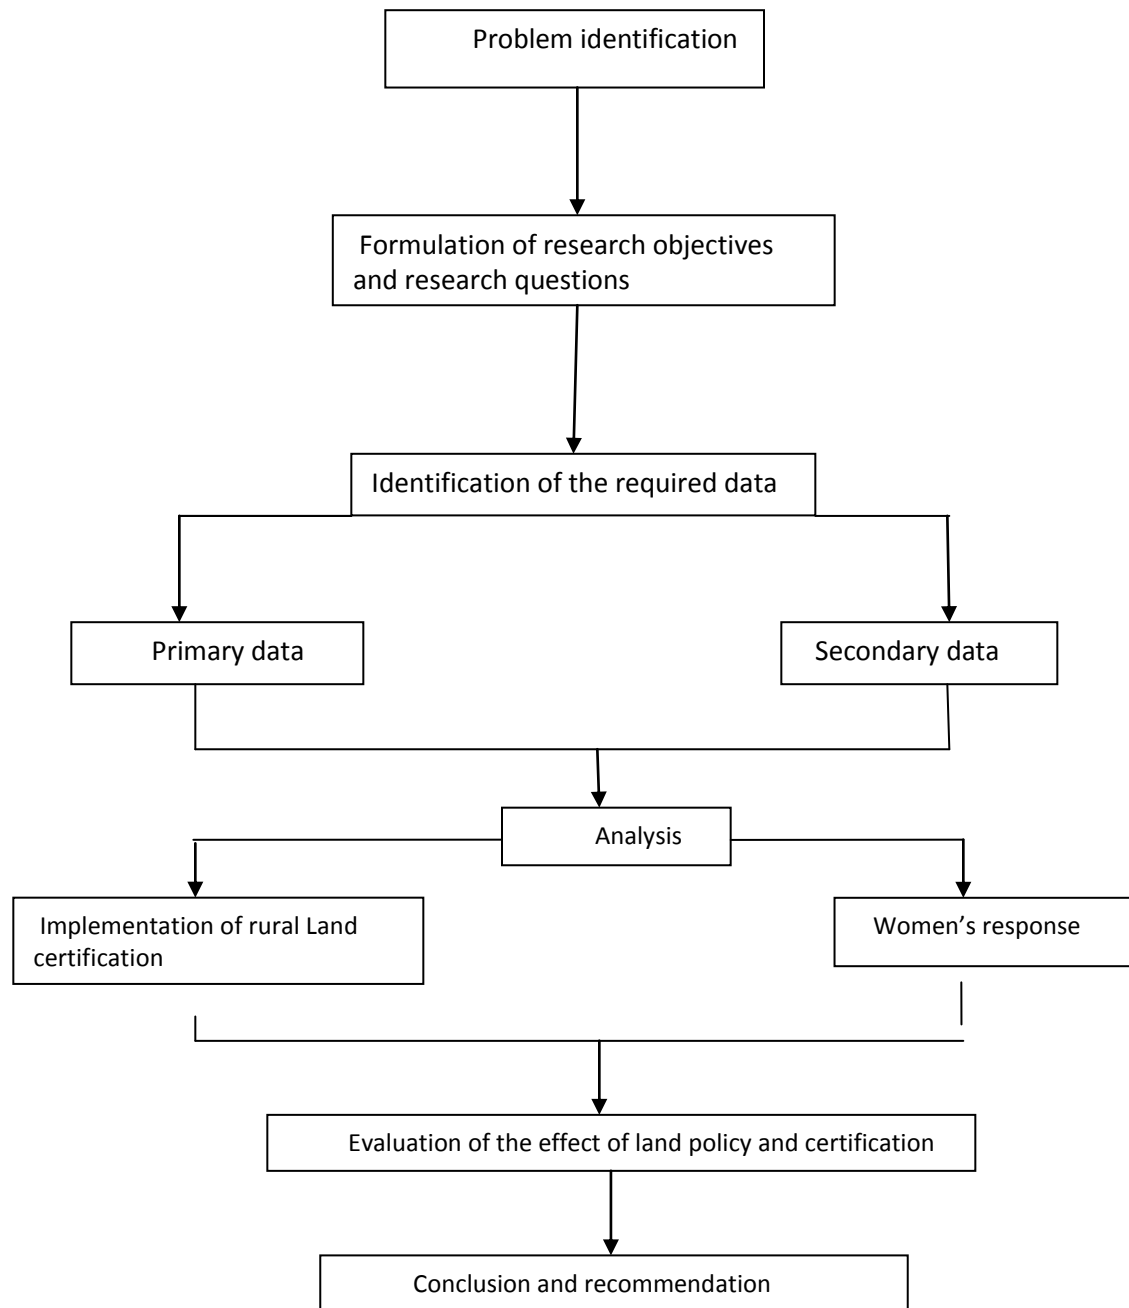 Problem identification
Formulation of research objectives
and research questions
Identification of the required data
Primary data
Secondary data
Analysis
Implementation of rural Land
certification
Women’s response
Evaluation of the effect of land policy and certification
Conclusion and recommendation